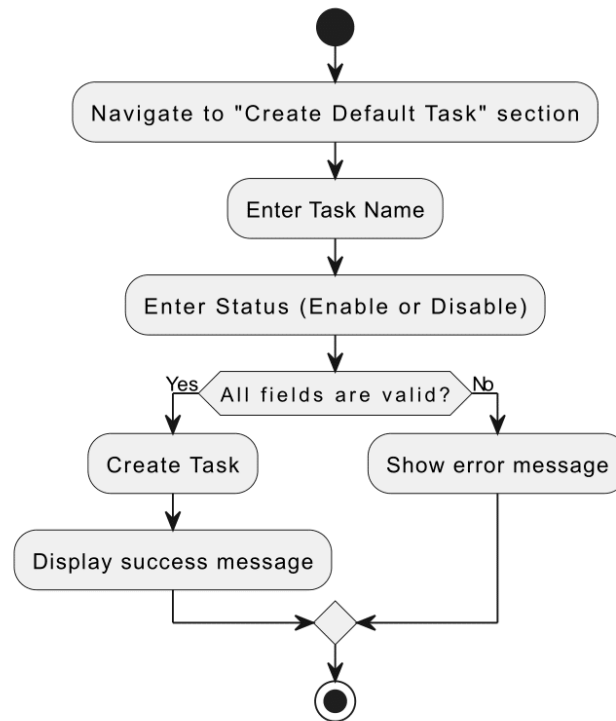 Navigate to "Create Default Task" section
Enter Task Name
Enter Status (Enable or Disable)
Yes
All fields are valid?
No
Create Task
Show error message
Display success message